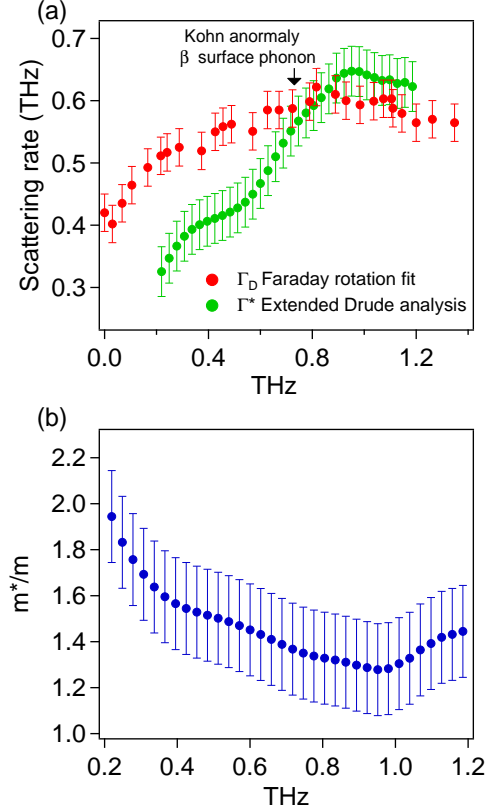 (a)
Kohn anormaly
β surface phonon
Scattering rate (THz)
0.7
0.6
0.5
0.4
0.3
Γ_D Faraday rotation fit
Γ* Extended Drude analysis
0.0 0.4 0.8 1.2
THz
(b)
m*/m
2.2
2.0
1.8
1.6
1.4
1.2
1.0
0.2 0.4 0.6 0.8 1.0 1.2
THz